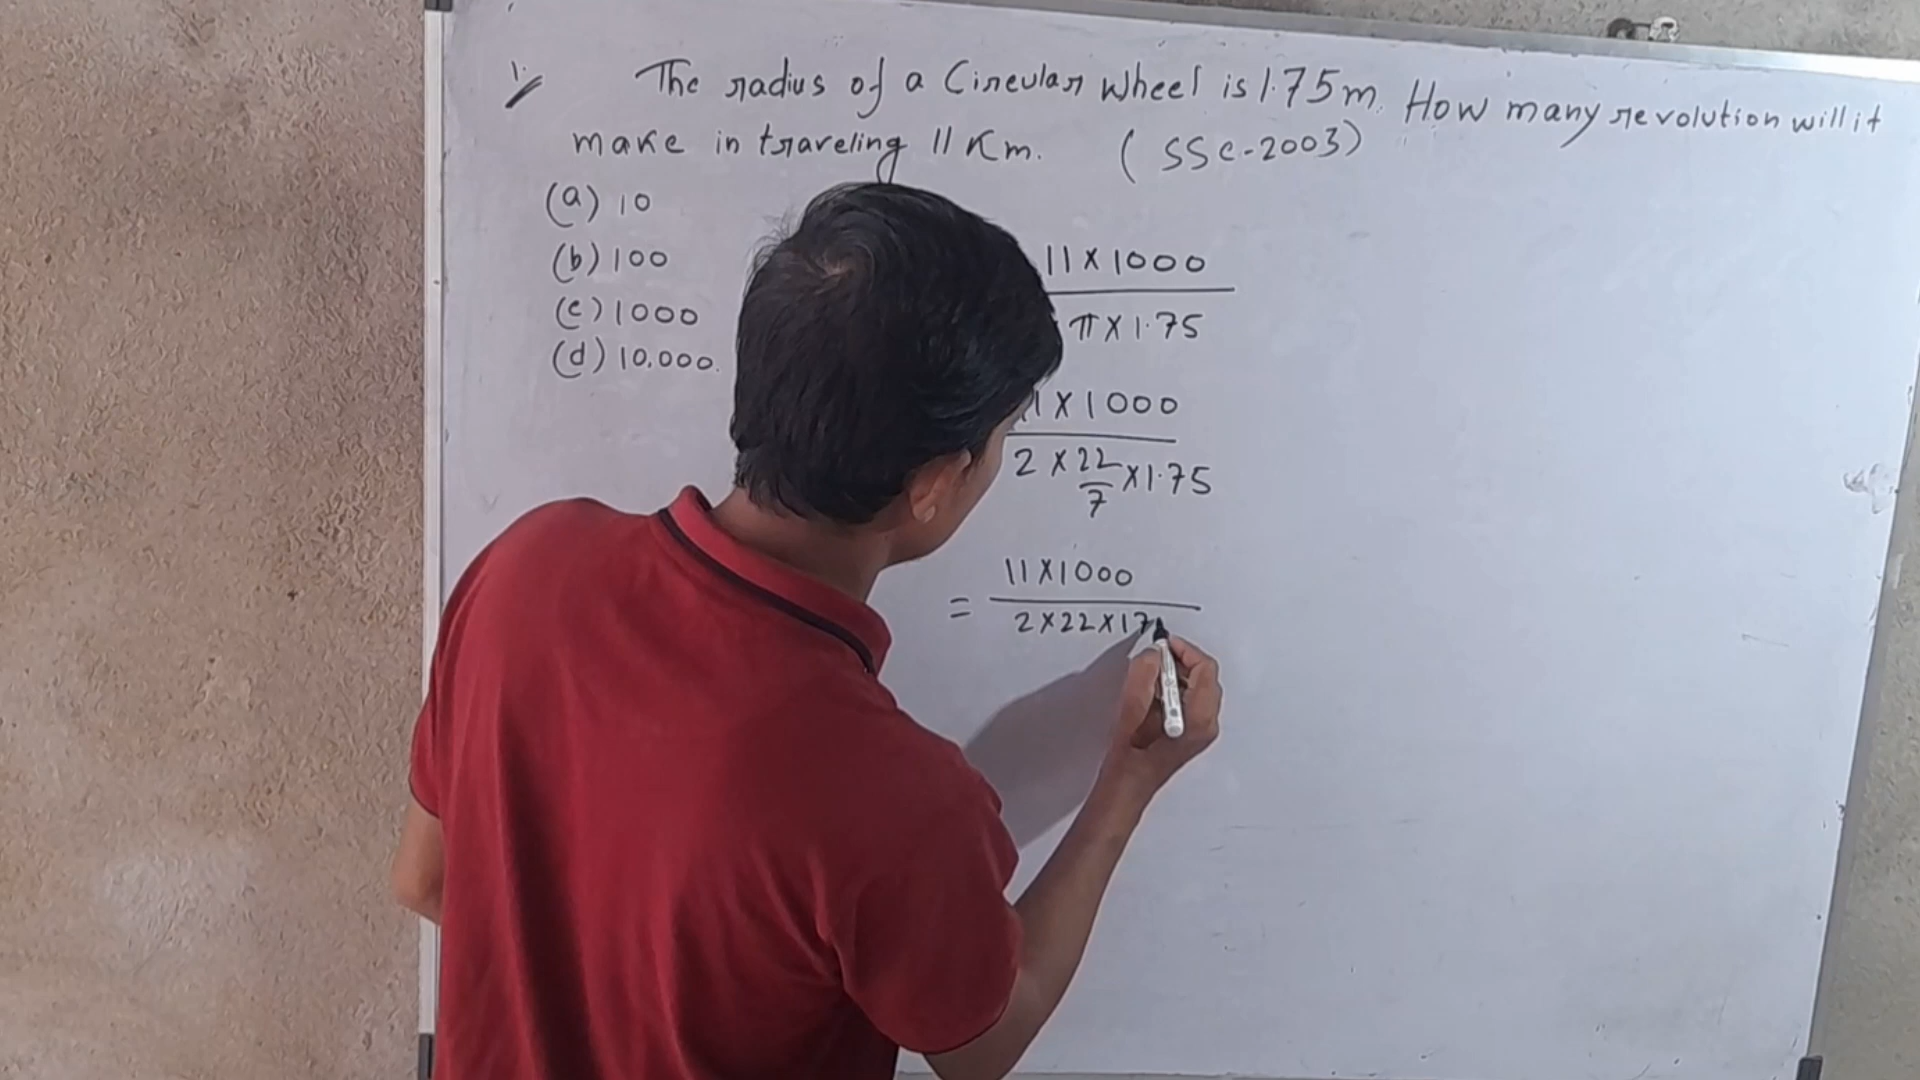 1. The radius of a Circular wheel is 1.75m. How many revolution will it
make in traveling 11 Km. (SSC-2003)
(a) 10
(b) 100
(c) 1000
(d) 10,000.
11 X 1000
π X 1.75
1 X 1000
2 X 22/7 X 1.75
= 11 X 1000
2 X 22 X 17